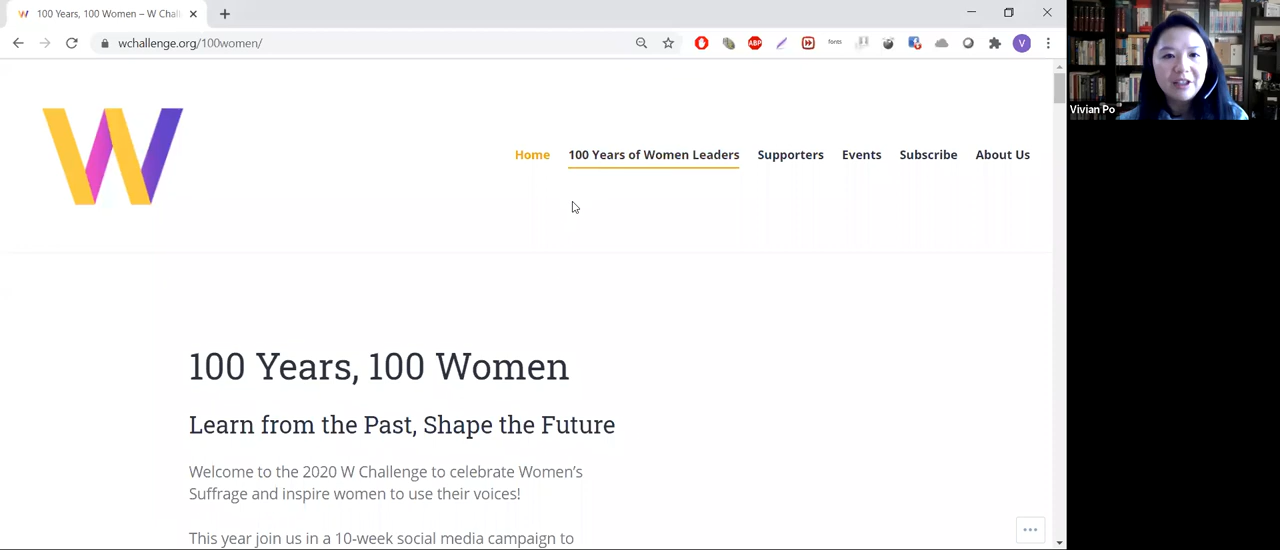 100 Years, 100 Women – W Chal
wchallenge.org/100women/
ABP
fonts
V
Vivian Po
W
Home 100 Years of Women Leaders Supporters Events Subscribe About Us
100 Years, 100 Women
Learn from the Past, Shape the Future
Welcome to the 2020 W Challenge to celebrate Women's
Suffrage and inspire women to use their voices!
This year join us in a 10-week social media campaign to